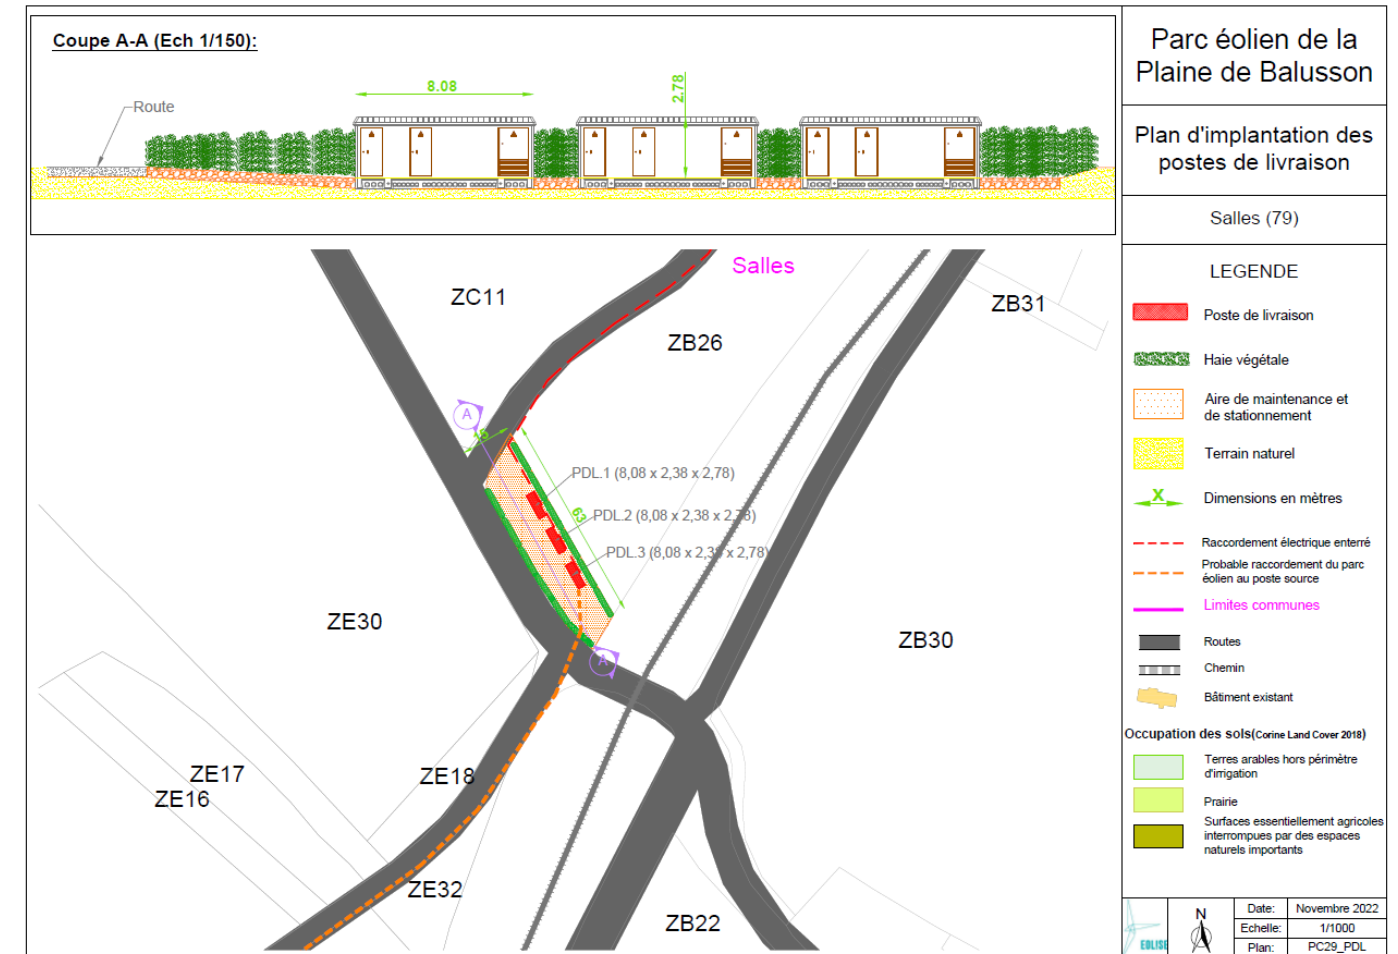 Coupe A-A (Ech 1/150):
8.08
2,78
Route
Parc éolien de la
Plaine de Balusson
Plan d'implantation des
postes de livraison
Salles (79)
LEGENDE
Poste de livraison
Haie végétale
Aire de maintenance et
de stationnement
Terrain naturel
X
Dimensions en mètres
Raccordement électrique enterré
Probable raccordement du parc
éolien au poste source
Limites communes
Routes
Chemin
Bâtiment existant
Occupation des sols(Corine Land Cover 2018)
Terres arables hors périmètre
d'irrigation
Prairie
Surfaces essentiellement agricoles
interrompues par des espaces
naturels importants
EOLISE
N
Date: Novembre 2022
Echelle: 1/1000
Plan: PC29_PDL
Salles
ZC11
ZB31
ZB26
A
PDL.1 (8,08 x 2,38 x 2,78)
63
PDL.2 (8,08 x 2,38 x 2,78)
PDL.3 (8,08 x 2,38 x 2,78)
ZE30
ZB30
A
ZE17
ZE18
ZE16
ZE32
ZB22